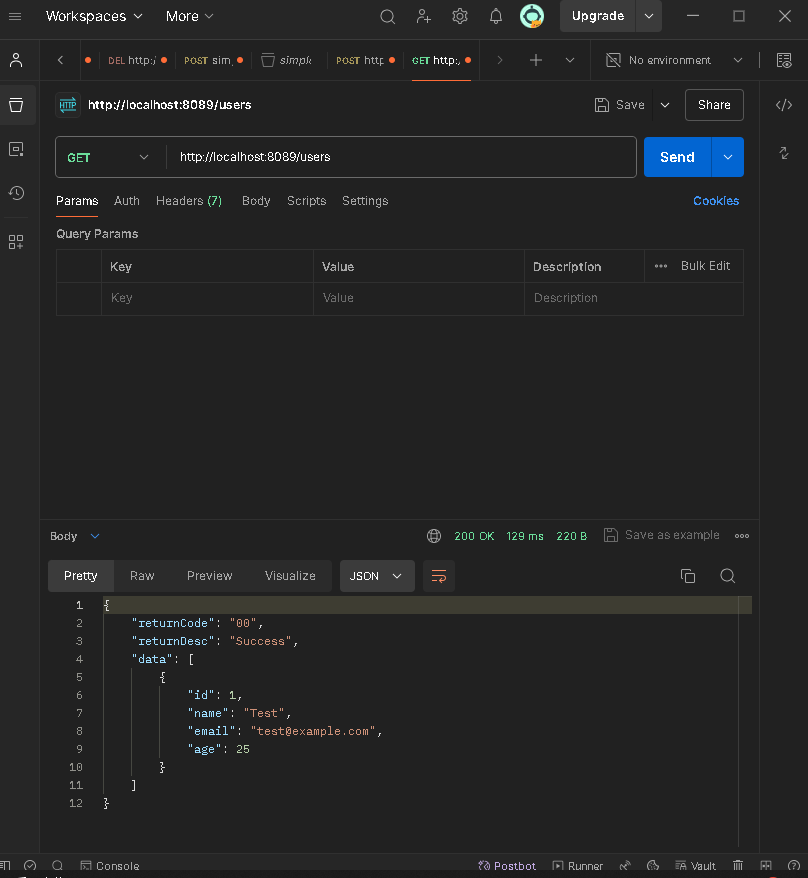 Workspaces More Upgrade
DEL http:/ POST sim POST http GET http:/ No environment
HTTP http://localhost:8089/users Save Share
GET http://localhost:8089/users Send
Params Auth Headers (7) Body Scripts Settings Cookies
Query Params
Key Value Description Bulk Edit
Key Value Description
Body 200 OK 129 ms 220 B Save as example
Pretty Raw Preview Visualize JSON
1 {
2 "returnCode": "00",
3 "returnDesc": "Success",
4 "data": [
5 {
6 "id": 1,
7 "name": "Test",
8 "email": "test@example.com",
9 "age": 25
10 }
11 ]
12 }
Console Postbot Runner Vault